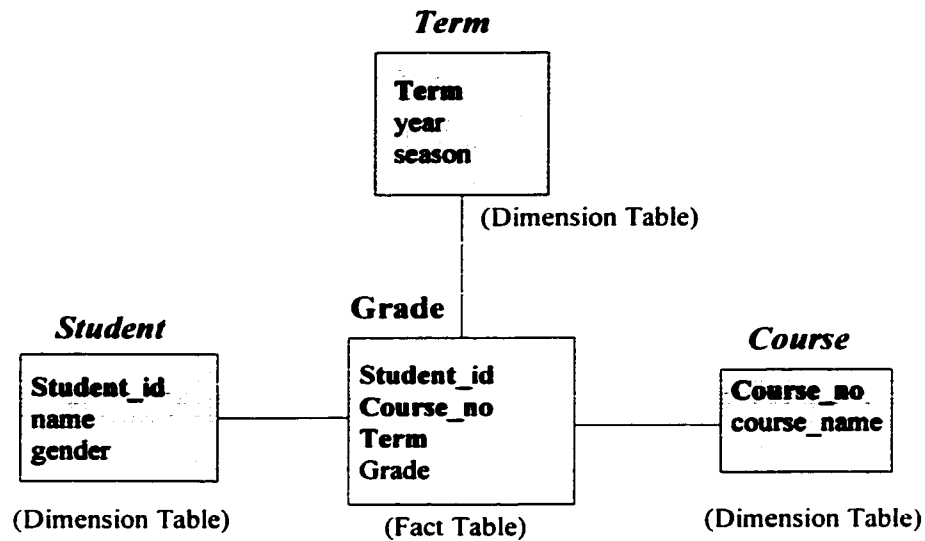 Term
Term
year
season
(Dimension Table)
Grade
Student_id
Course_no
Term
Grade
(Fact Table)
Student
Student_id
name
gender
(Dimension Table)
Course
Course_no
course_name
(Dimension Table)